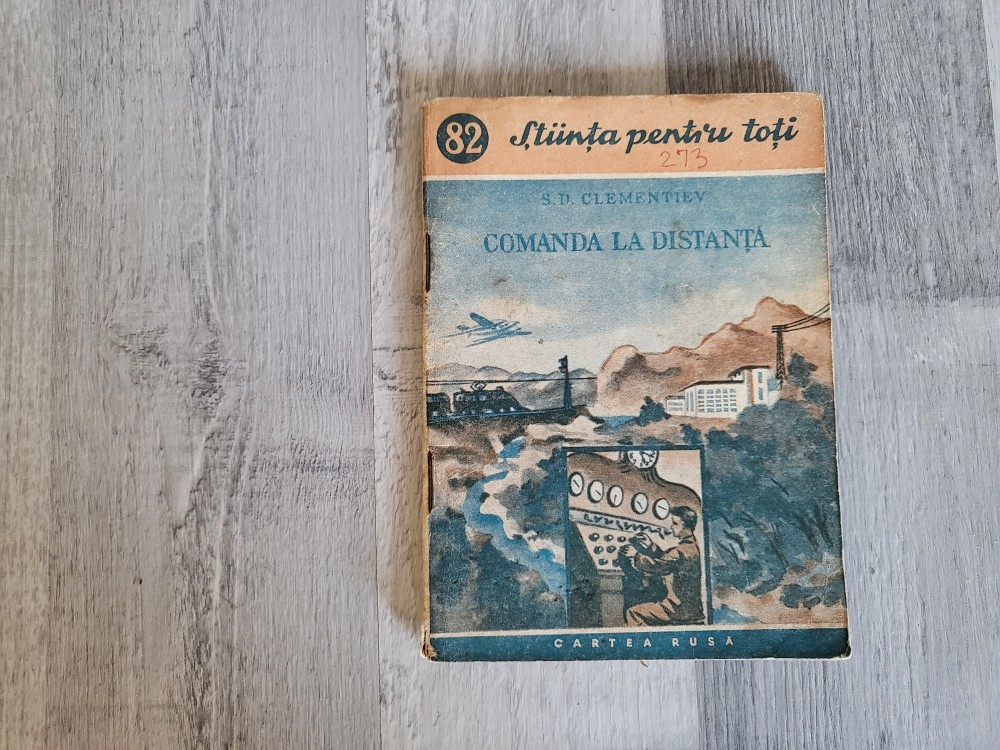 82 Știința pentru toți
273
S. D. CLEMENTIEV
COMANDA LA DISTANȚĂ
CARTEA RUSĂ